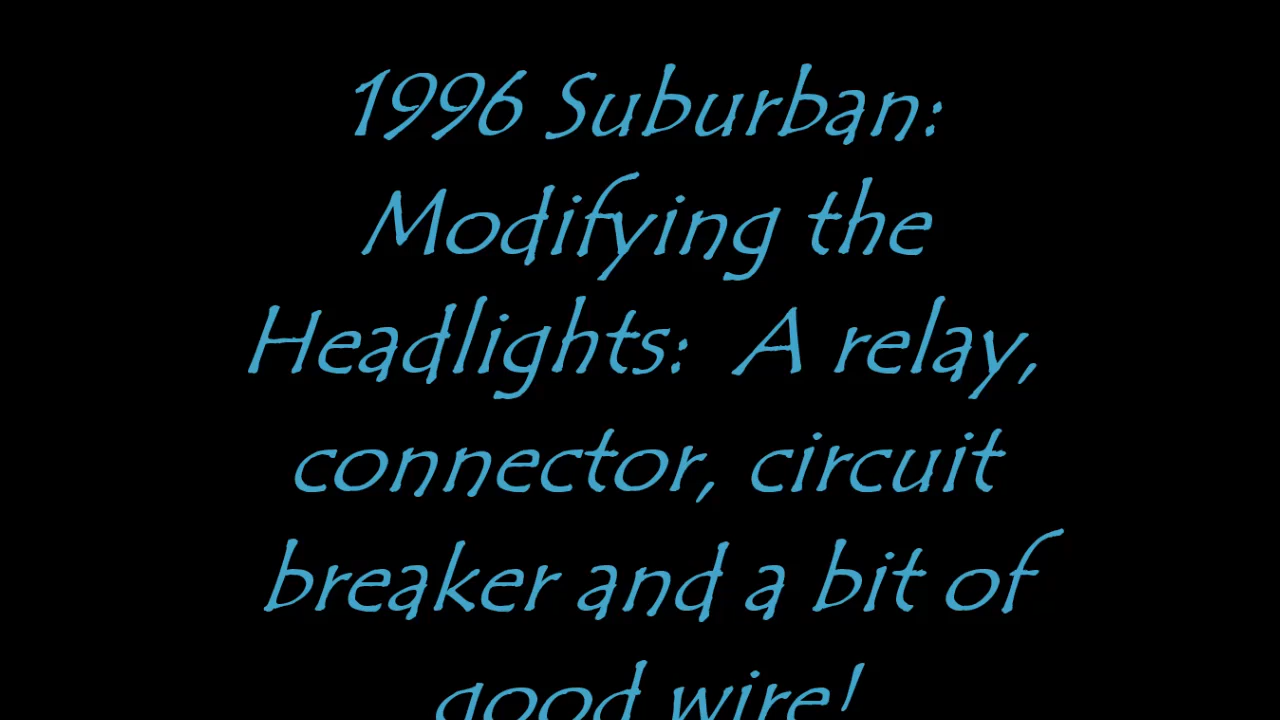 1996 Suburban:
Modifying the
Headlights:  A relay,
connector, circuit
breaker and a bit of
good wire!